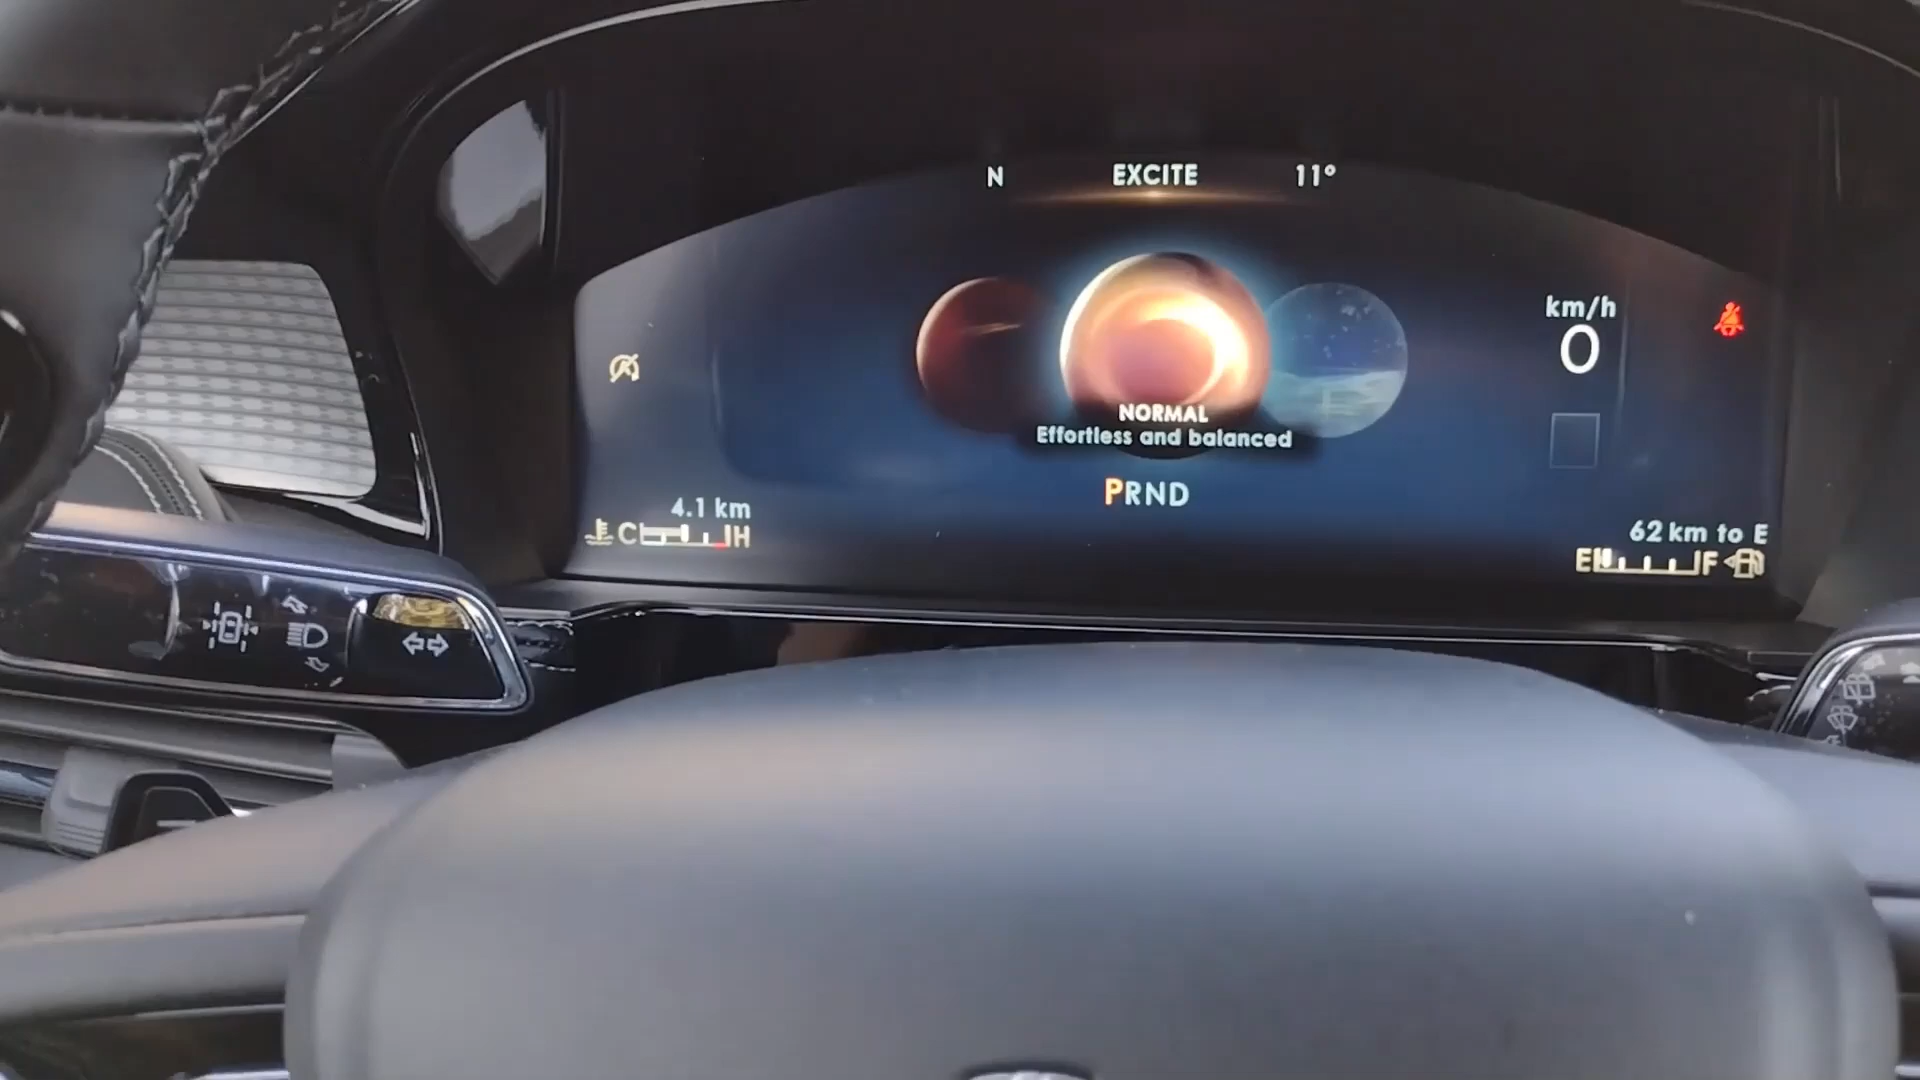 N EXCITE 11°
km/h
0
NORMAL
Effortless and balanced
PRND
4.1 km
C H
62 km to E
E F